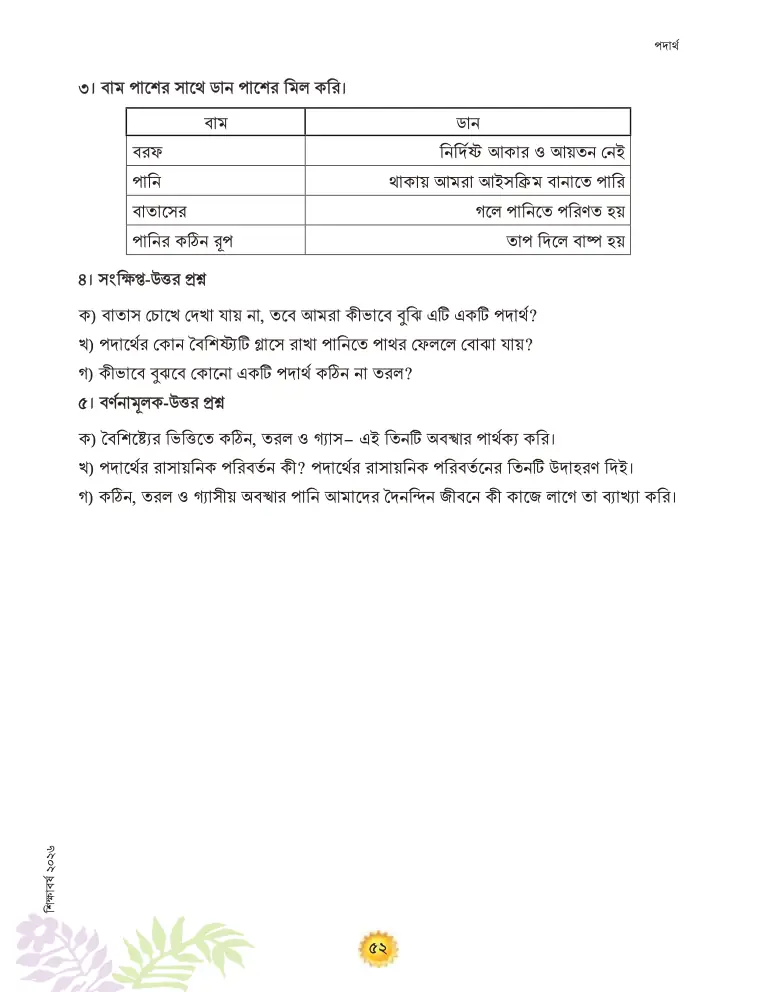 পদার্থ
৩। বাম পাশের সাথে ডান পাশের মিল করি।
বাম ডান
বরফ নির্দিষ্ট আকার ও আয়তন নেই
পানি থাকায় আমরা আইসক্রিম বানাতে পারি
বাতাসের গলে পানিতে পরিণত হয়
পানির কঠিন রূপ তাপ দিলে বাষ্প হয়
৪। সংক্ষিপ্ত-উত্তর প্রশ্ন
ক) বাতাস চোখে দেখা যায় না, তবে আমরা কীভাবে বুঝি এটি একটি পদার্থ?
খ) পদার্থের কোন বৈশিষ্ট্যটি গ্লাসে রাখা পানিতে পাথর ফেললে বোঝা যায়?
গ) কীভাবে বুঝবে কোনো একটি পদার্থ কঠিন না তরল?
৫। বর্ণনামূলক-উত্তর প্রশ্ন
ক) বৈশিষ্ট্যের ভিত্তিতে কঠিন, তরল ও গ্যাস– এই তিনটি অবস্থার পার্থক্য করি।
খ) পদার্থের রাসায়নিক পরিবর্তন কী? পদার্থের রাসায়নিক পরিবর্তনের তিনটি উদাহরণ দিই।
গ) কঠিন, তরল ও গ্যাসীয় অবস্থার পানি আমাদের দৈনন্দিন জীবনে কী কাজে লাগে তা ব্যাখ্যা করি।
শিক্ষাবর্ষ ২০২৬
৫২